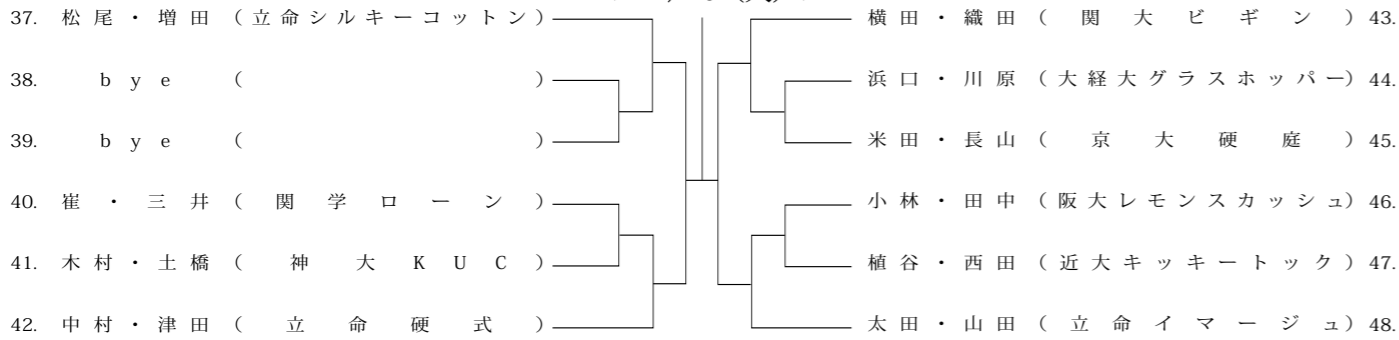 37. 松尾・増田(立命シルキーコットン)
38. bye( )
39. bye( )
40. 崔・三井(関学ローン)
41. 木村・土橋(神大KUC)
42. 中村・津田(立命硬式)
横田・織田(関大ビギン)43.
浜口・川原(大経大グラスホッパー)44.
米田・長山(京大硬庭)45.
小林・田中(阪大レモンスカッシュ)46.
植谷・西田(近大キッキートック)47.
太田・山田(立命イマージュ)48.